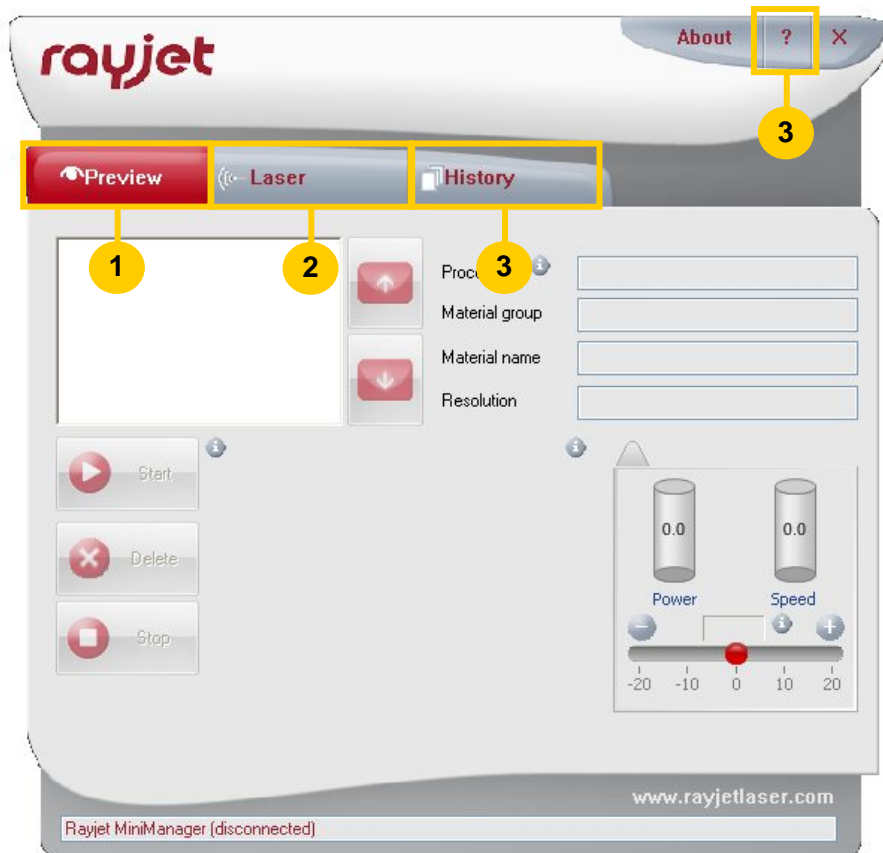 rayjet
About ? X
3
Preview Laser History
1 2 3
Material group
Material name
Resolution
Start
Delete
Stop
0.0 0.0
Power Speed
-20 -10 0 10 20
www.rayjetlaser.com
Rayjet MiniManager (disconnected)